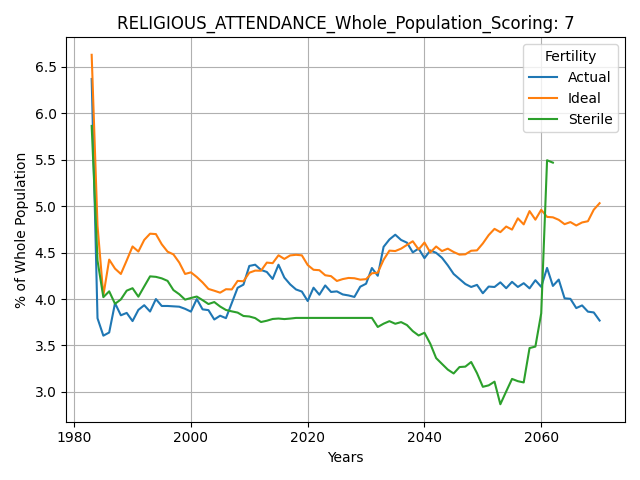 RELIGIOUS_ATTENDANCE_Whole_Population_Scoring: 7
Fertility
Actual
Ideal
Sterile
% of Whole Population
6.5
6.0
5.5
5.0
4.5
4.0
3.5
3.0
1980
2000
2020
2040
2060
Years